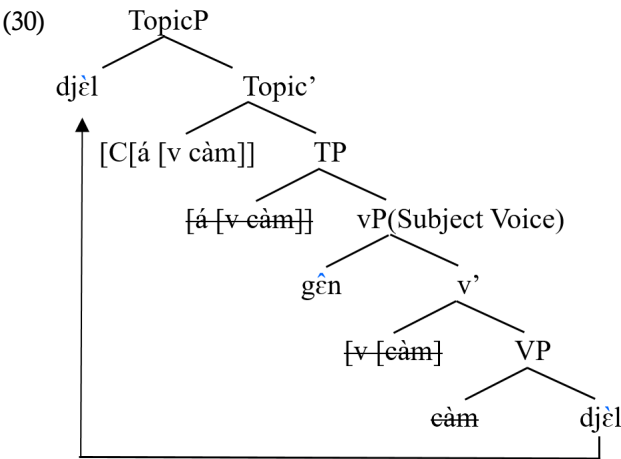 (30) TopicP
djɛ̀l Topic’
[C[á [v càm]] TP
[á [v càm]] vP(Subject Voice)
gɛ̂n v’
[v [càm] VP
càm djɛ̀l